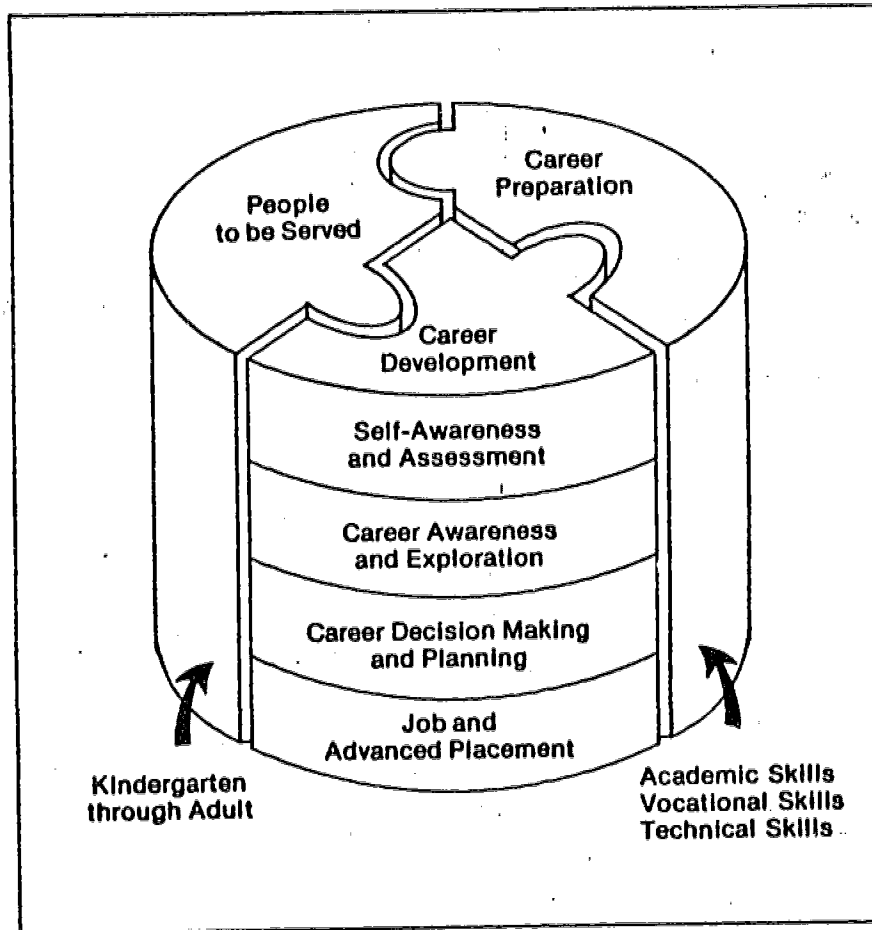 People
to be Served
Career
Preparation
Career
Development
Self-Awareness
and Assessment
Career Awareness
and Exploration
Career Decision Making
and Planning
Job and
Advanced Placement
Kindergarten
through Adult
Academic Skills
Vocational Skills
Technical Skills